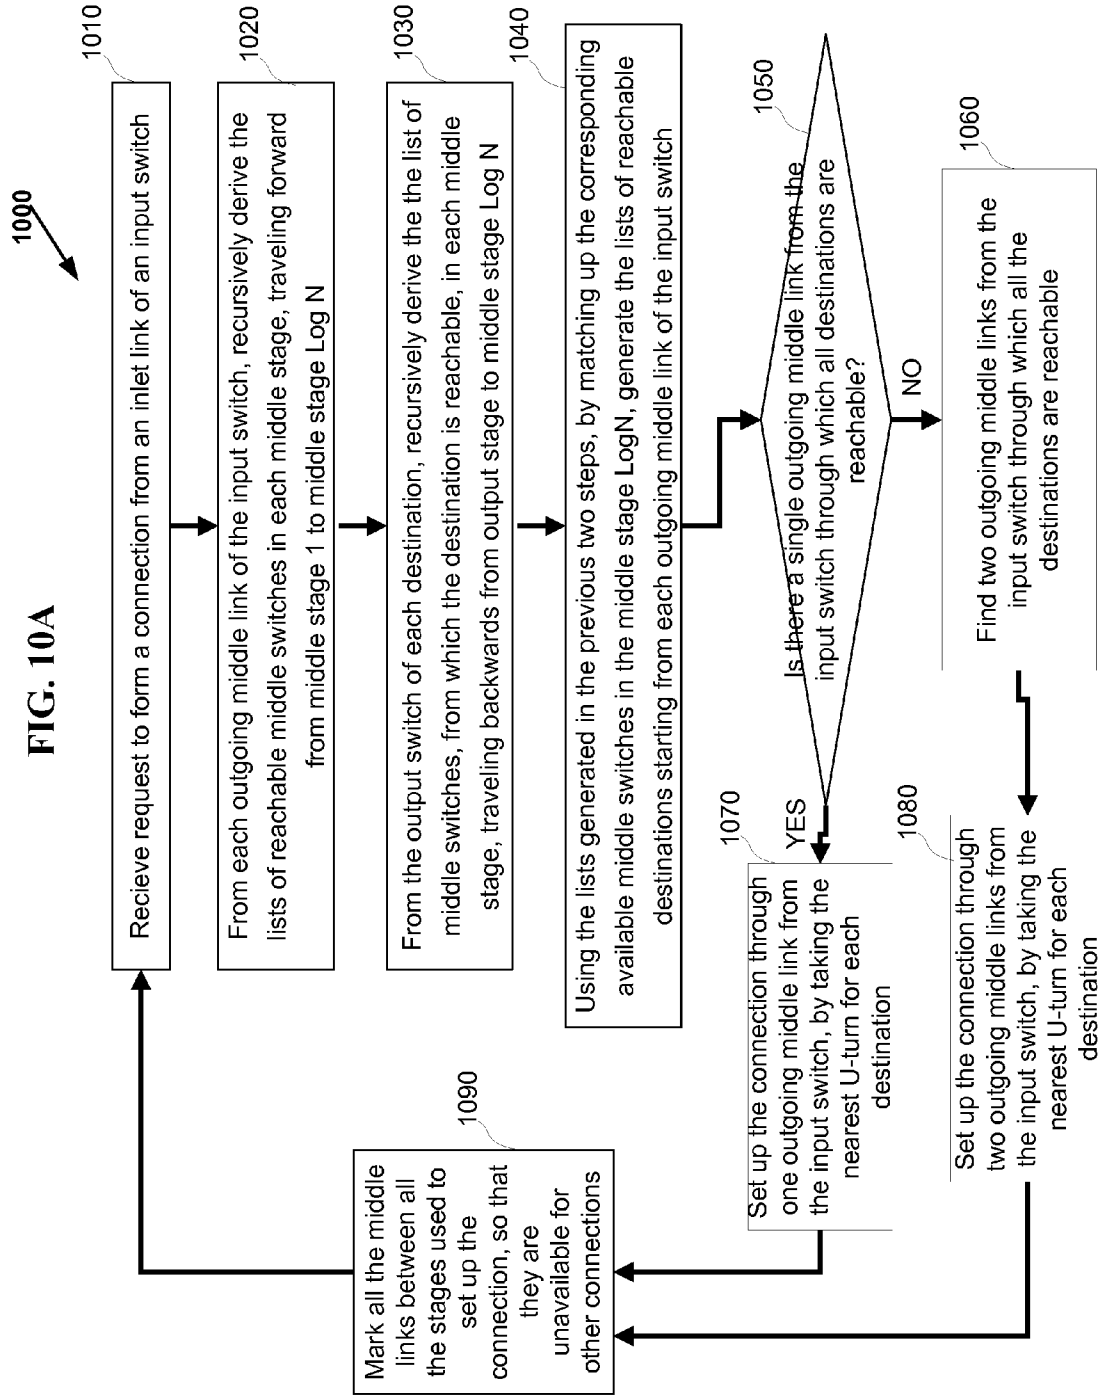 FIG. 10A
1000
1010
Recieve request to form a connection from an inlet link of an input switch
1020
From each outgoing middle link of the input switch, recursively derive the
lists of reachable middle switches in each middle stage, traveling forward
from middle stage 1 to middle stage Log N
1030
From the output switch of each destination, recursively derive the the list of
middle switches, from which the destination is reachable, in each middle
stage, traveling backwards from output stage to middle stage Log N
1040
Using the lists generated in the previous two steps, by matching up the corresponding
available middle switches in the middle stage LogN, generate the lists of reachable
destinations starting from each outgoing middle link of the input switch
1050
Is there a single outgoing middle link from the
input switch through which all destinations are
reachable?
NO
YES
1060
Find two outgoing middle links from the
input switch through which all the
destinations are reachable
1070
Set up the connection through
one outgoing middle link from
the input switch, by taking the
nearest U-turn for each
destination
1080
Set up the connection through
two outgoing middle links from
the input switch, by taking the
nearest U-turn for each
destination
1090
Mark all the middle
links between all
the stages used to
set up the
connection, so that
they are
unavailable for
other connections